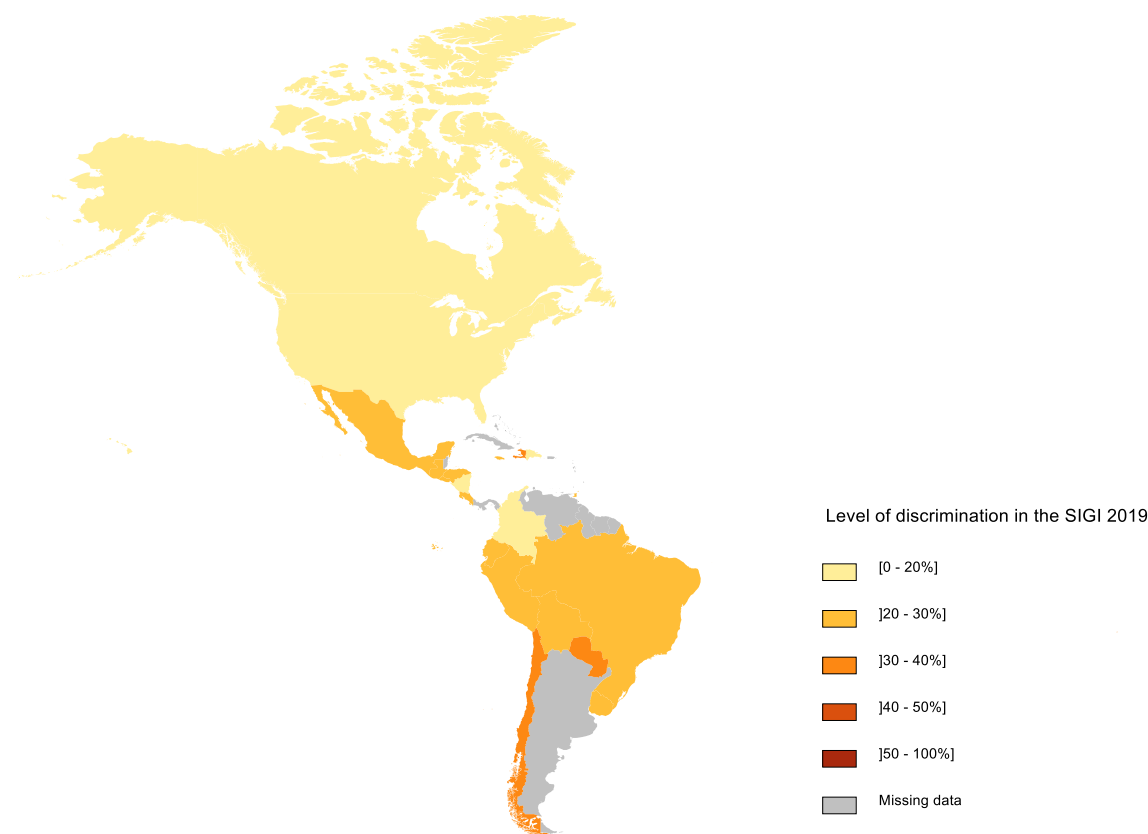 Level of discrimination in the SIGI 2019
[0 - 20%]
]20 - 30%]
]30 - 40%]
]40 - 50%]
]50 - 100%]
Missing data